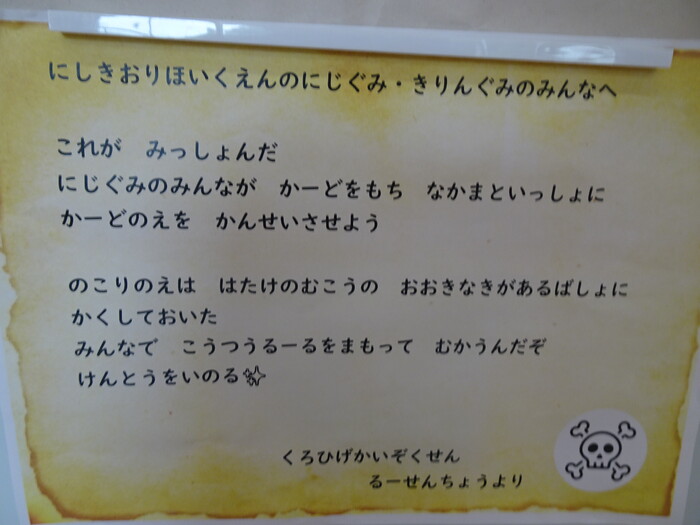 にしきおりほいくえんのにじぐみ・きりんぐみのみんなへ
これが　みっしょんだ
にじぐみのみんなが　かーどをもち　なかまといっしょに
かーどのえを　かんせいさせよう
のこりのえは　はたけのむこうの　おおきなきがあるばしょに
かくしておいた
みんなで　こうつうるーるをまもって　むかうんだぞ
けんとうをいのる
くろひげかいぞくせん
るーせんちょうより